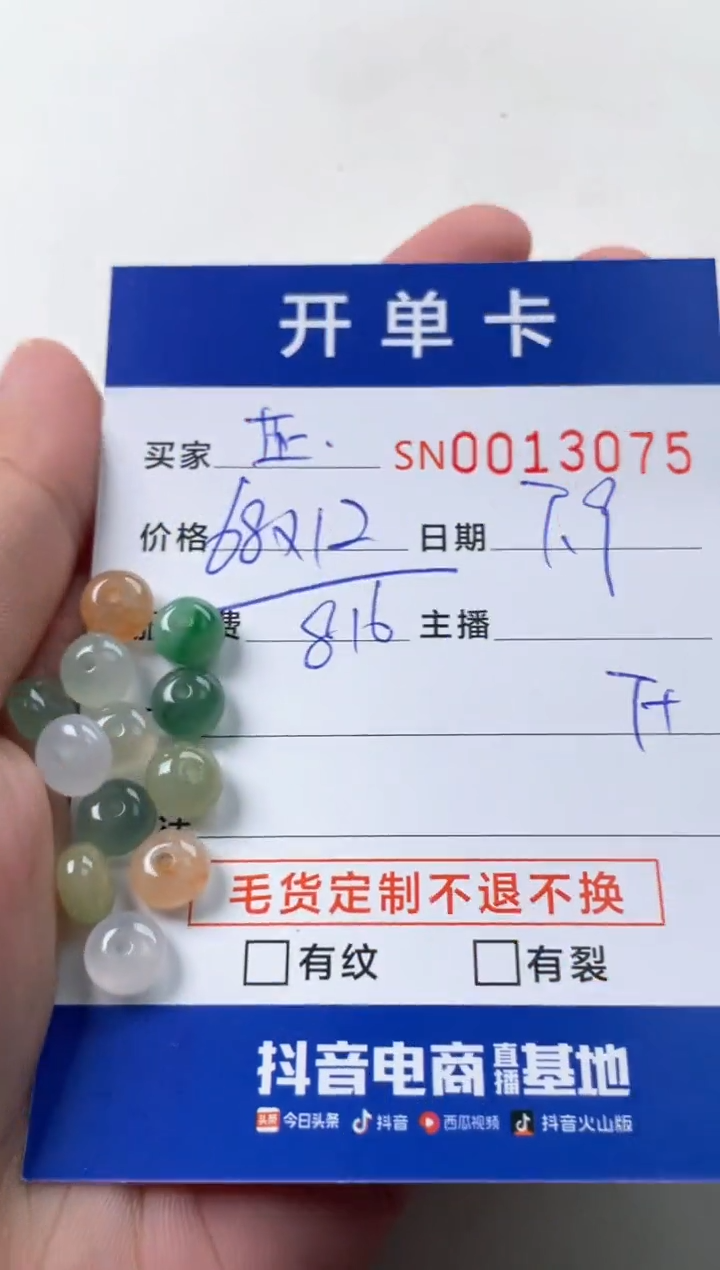 开单卡
买家 SN0013075
价格 68x12 日期 7.9
费 816 主播
毛货定制不退不换
有纹 有裂
抖音电商直播基地
头条 今日头条 抖音 西瓜视频 抖音火山版